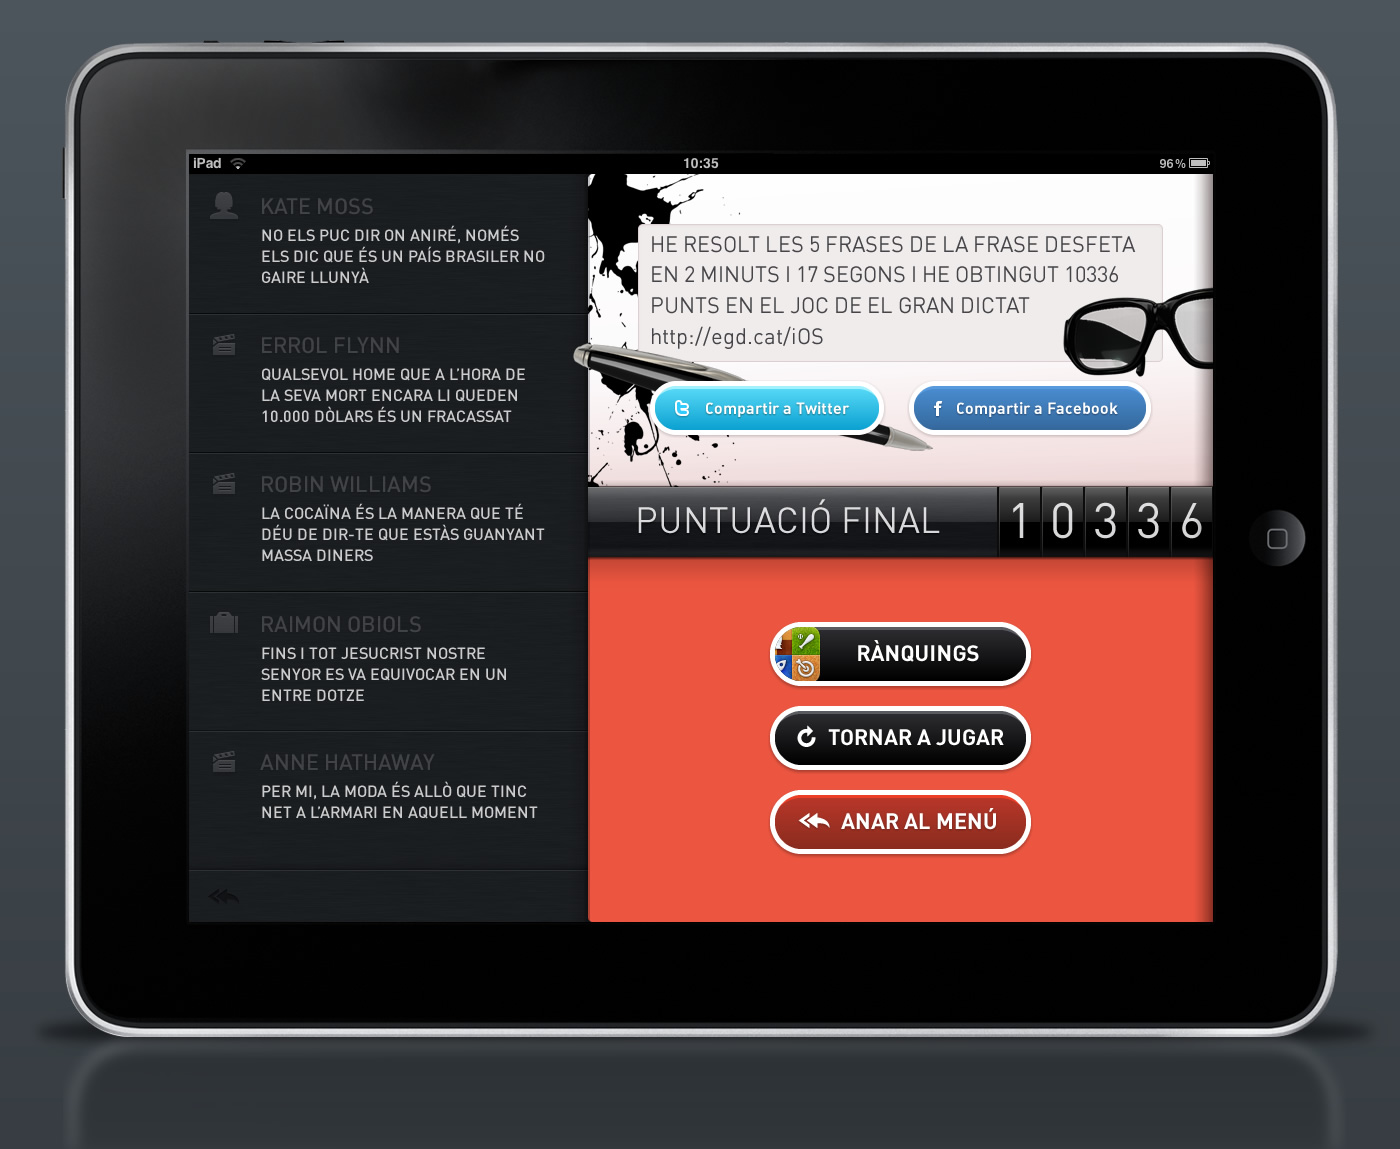 iPad
10:35
96%
KATE MOSS
NO ELS PUC DIR ON ANIRÉ, NOMÉS
ELS DIC QUE ÉS UN PAÍS BRASILER NO
GAIRE LLUNYÀ
ERROL FLYNN
QUALSEVOL HOME QUE A L'HORA DE
LA SEVA MORT ENCARA LI QUEDEN
10.000 DÒLARS ÉS UN FRACASSAT
ROBIN WILLIAMS
LA COCAÏNA ÉS LA MANERA QUE TÉ
DÉU DE DIR-TE QUE ESTÀS GUANYANT
MASSA DINERS
RAIMON OBIOLS
FINS I TOT JESUCRIST NOSTRE
SENYOR ES VA EQUIVOCAR EN UN
ENTRE DOTZE
ANNE HATHAWAY
PER MI, LA MODA ÉS ALLÒ QUE TINC
NET A L'ARMARI EN AQUELL MOMENT
HE RESOLT LES 5 FRASES DE LA FRASE DESFETA
EN 2 MINUTS I 17 SEGONS I HE OBTINGUT 10336
PUNTS EN EL JOC DE EL GRAN DICTAT
http://egd.cat/iOS
Compartir a Twitter
Compartir a Facebook
PUNTUACIÓ FINAL 10336
RÀNQUINGS
TORNAR A JUGAR
ANAR AL MENÚ